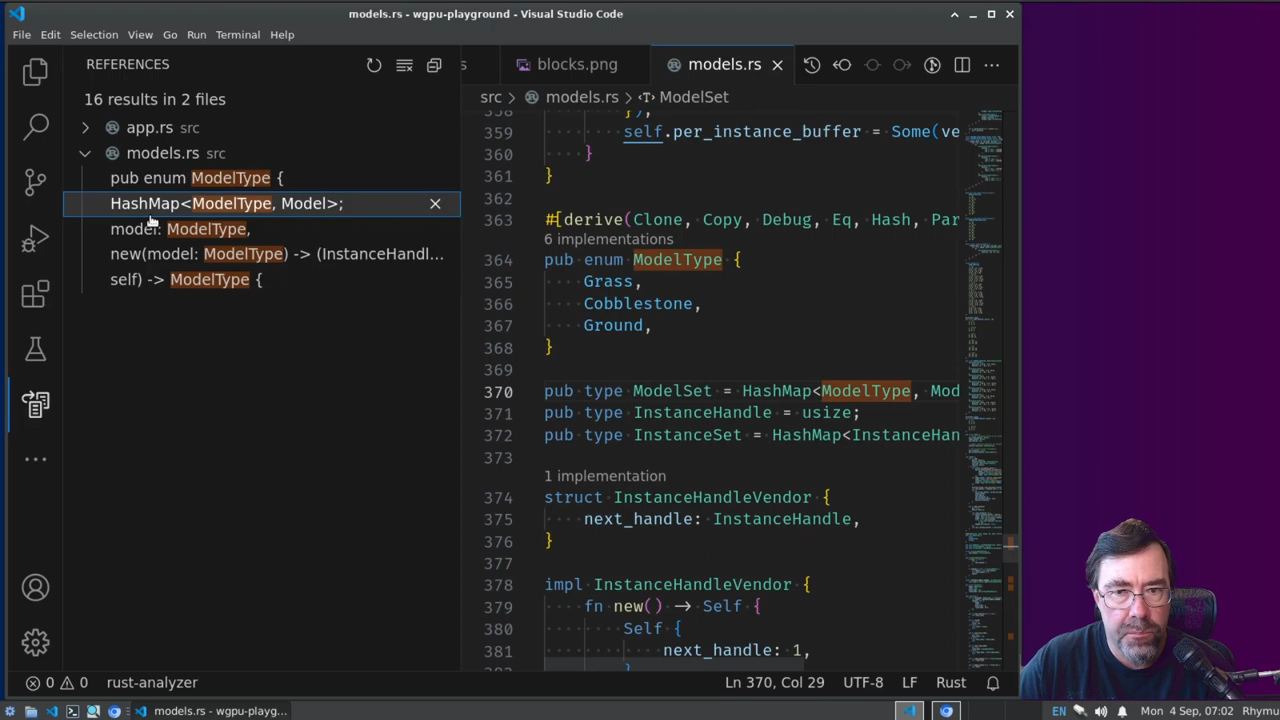 models.rs - wgpu-playground - Visual Studio Code
File Edit Selection View Go Run Terminal Help
REFERENCES
16 results in 2 files
app.rs src
models.rs src
pub enum ModelType {
HashMap<ModelType, Model>;
model: ModelType,
new(model: ModelType) -> (InstanceHandl...
self) -> ModelType {
s blocks.png models.rs
src > models.rs > ModelSet
358 });
359 self.per_instance_buffer = Some(ve
360 }
361 }
362
363 #[derive(Clone, Copy, Debug, Eq, Hash, Par
6 implementations
364 pub enum ModelType {
365 Grass,
366 Cobblestone,
367 Ground,
368 }
369
370 pub type ModelSet = HashMap<ModelType, Mod
371 pub type InstanceHandle = usize;
372 pub type InstanceSet = HashMap<InstanceHan
373
1 implementation
374 struct InstanceHandleVendor {
375 next_handle: InstanceHandle,
376 }
377
378 impl InstanceHandleVendor {
379 fn new() -> Self {
380 Self {
381 next_handle: 1,
0 0 rust-analyzer Ln 370, Col 29 UTF-8 LF Rust
models.rs - wgpu-playg... EN Mon 4 Sep, 07:02 Rhymu